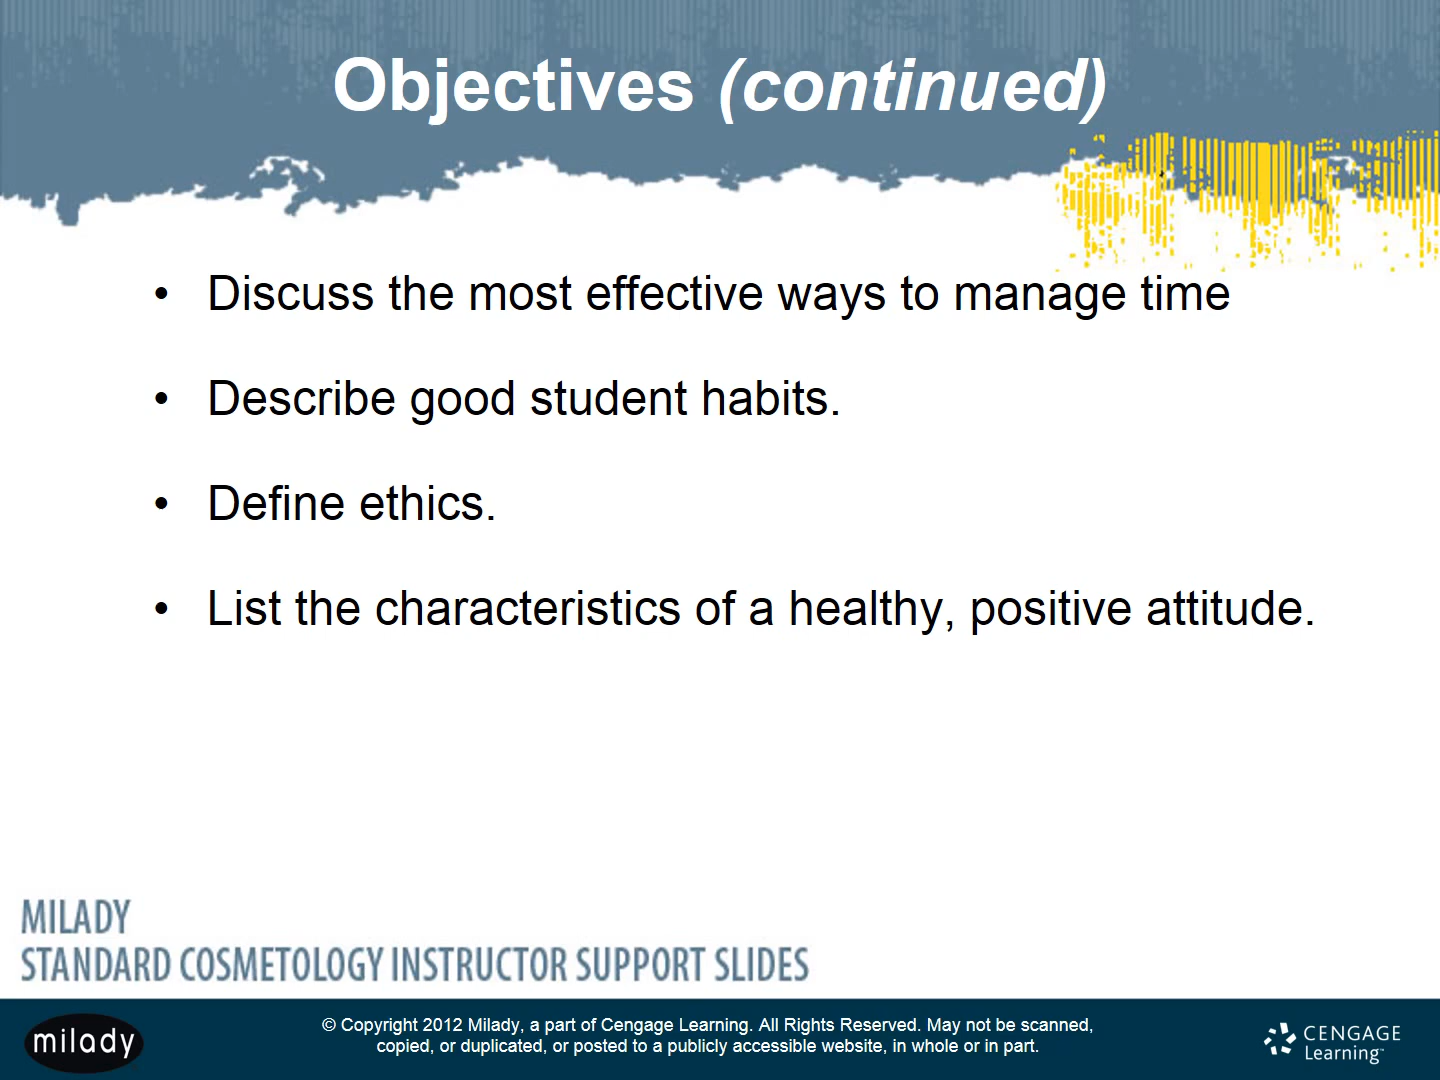 Objectives (continued)
• Discuss the most effective ways to manage time
• Describe good student habits.
• Define ethics.
• List the characteristics of a healthy, positive attitude.
MILADY
STANDARD COSMETOLOGY INSTRUCTOR SUPPORT SLIDES
milady
© Copyright 2012 Milady, a part of Cengage Learning. All Rights Reserved. May not be scanned,
copied, or duplicated, or posted to a publicly accessible website, in whole or in part.
CENGAGE
Learning™